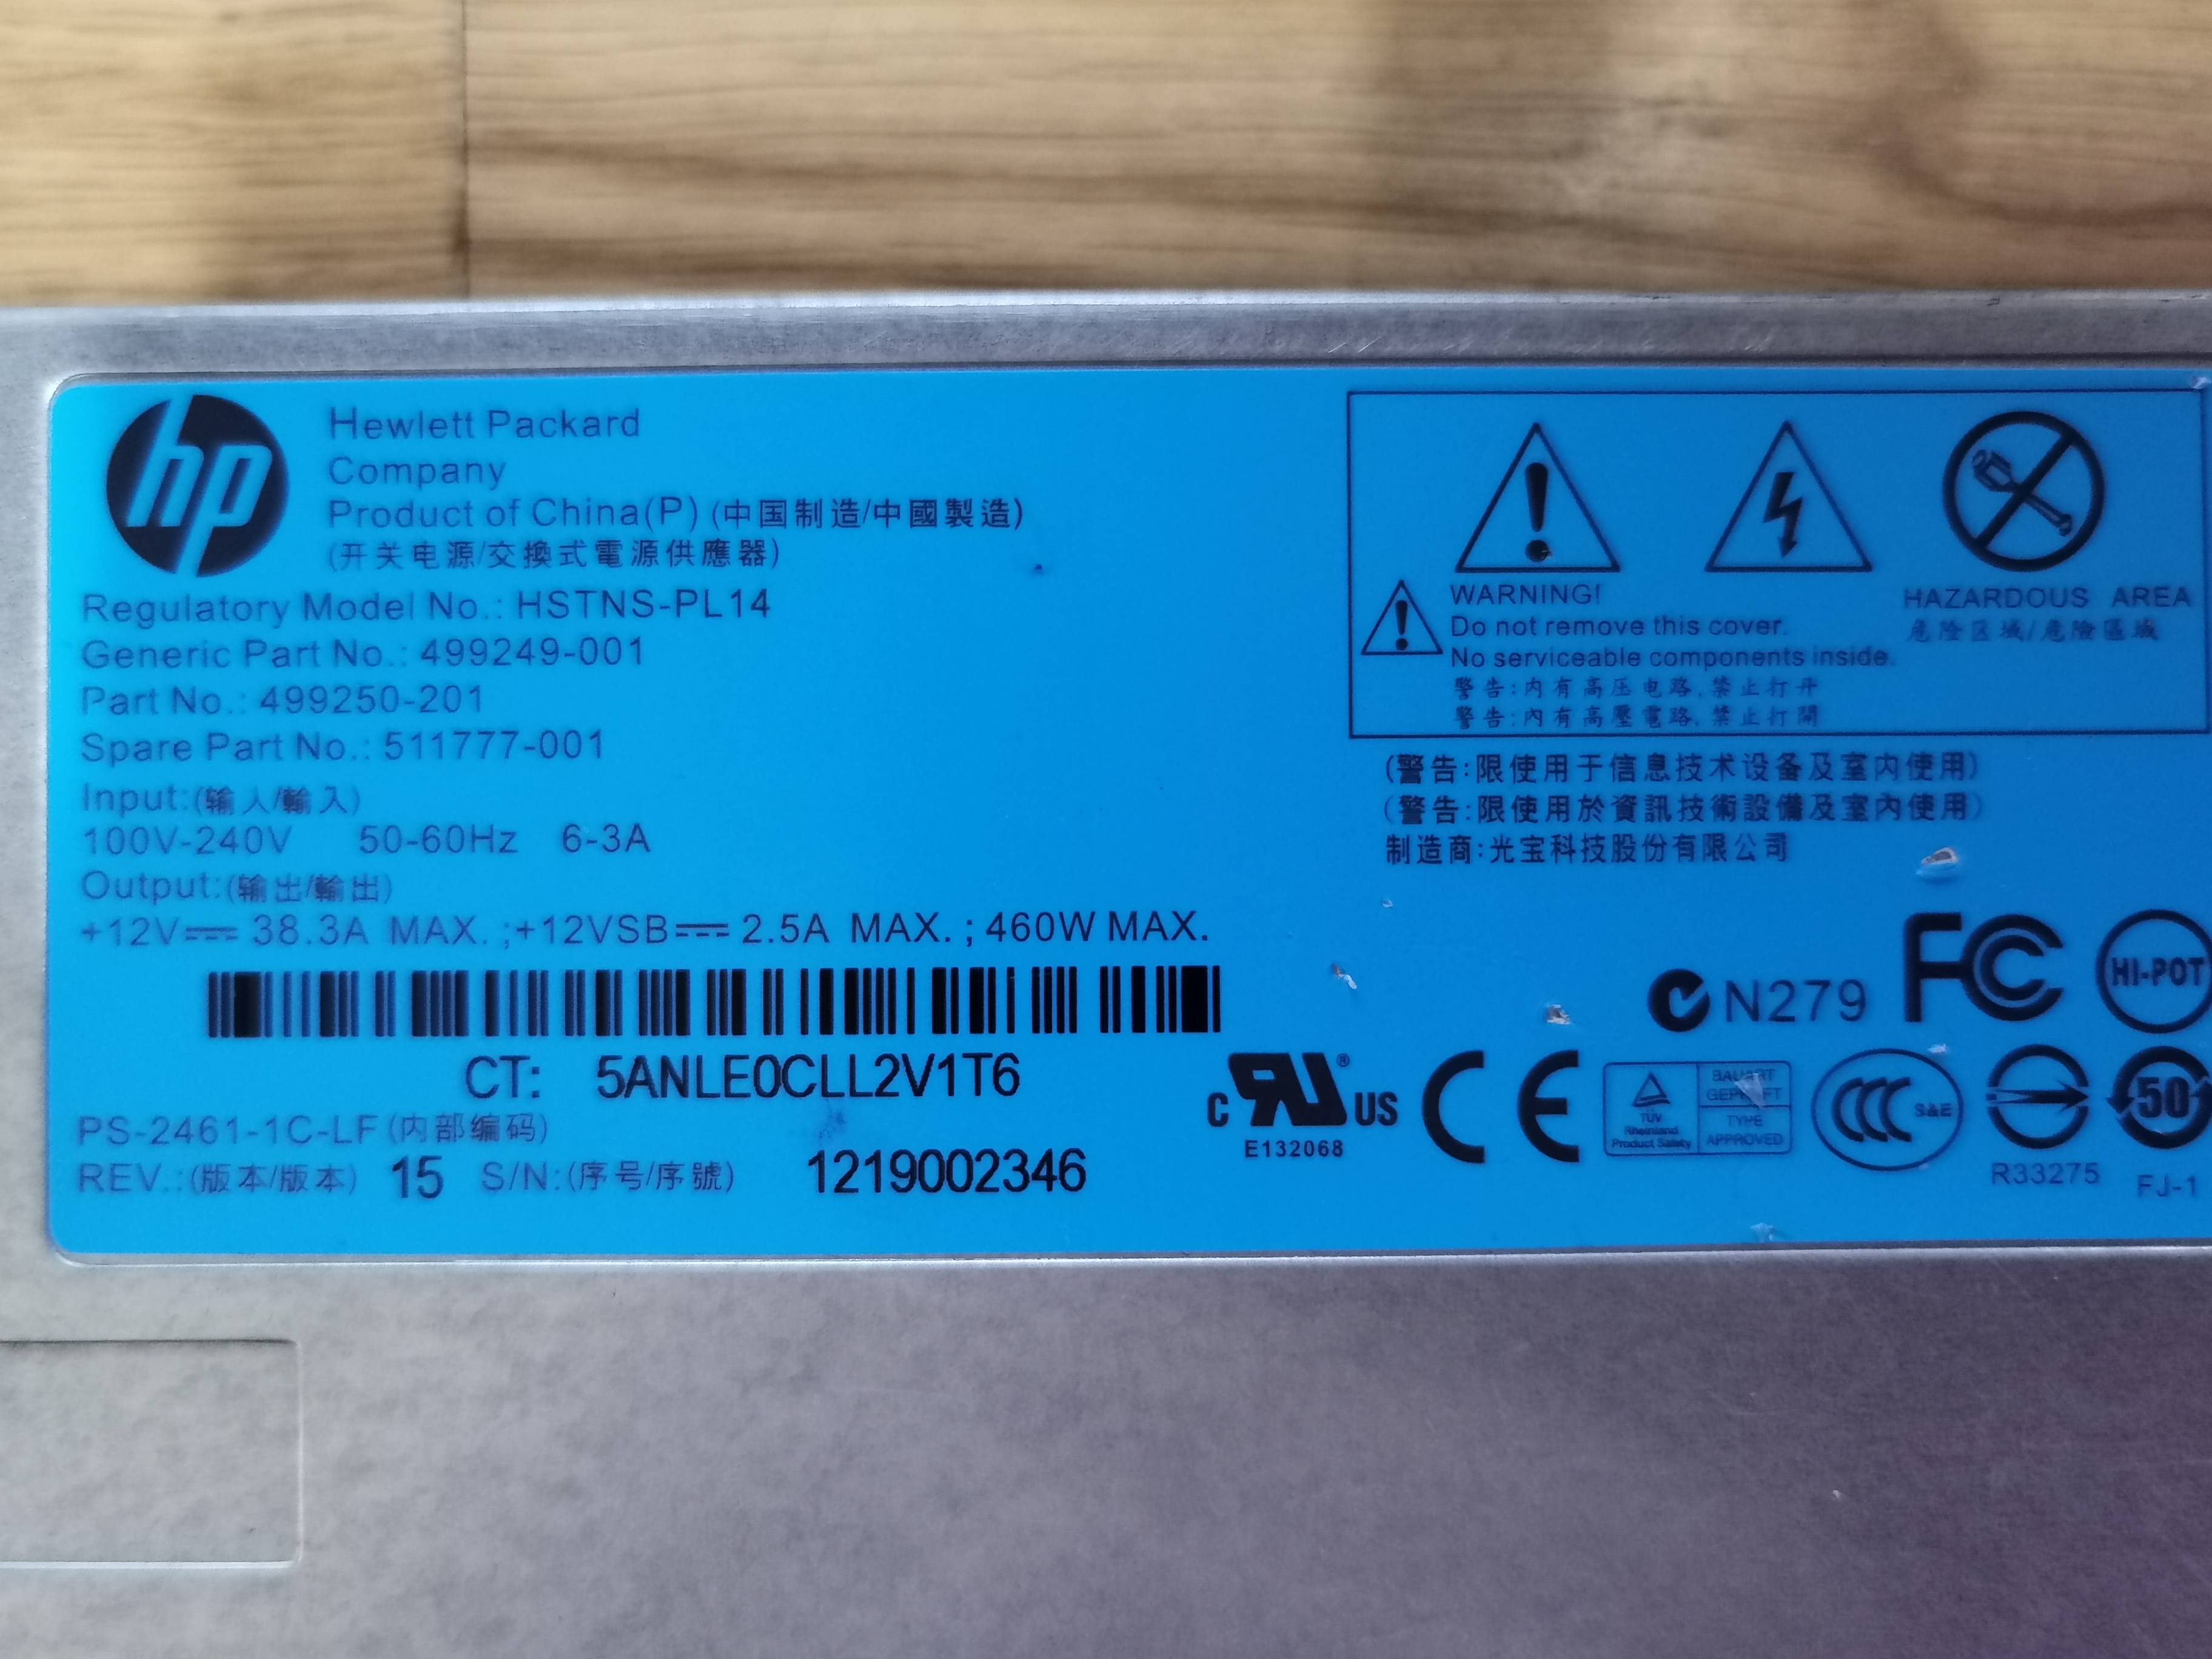 hp
Hewlett Packard
Company
Product of China(P) (中国制造/中國製造)
(开关电源/交換式電源供應器)
Regulatory Model No.: HSTNS-PL14
Generic Part No.: 499249-001
Part No.: 499250-201
Spare Part No.: 511777-001
Input:(输入/輸入)
100V-240V 50-60Hz 6-3A
Output:(输出/輸出)
+12V⎓ 38.3A MAX. ;+12VSB⎓ 2.5A MAX. ; 460W MAX.
CT: 5ANLE0CLL2V1T6
PS-2461-1C-LF (内部编码)
REV.:(版本/版本) 15 S/N:(序号/序號) 1219002346
WARNING!
Do not remove this cover.
No serviceable components inside.
警告:内有高压电路,禁止打开
警告:內有高壓電路,禁止打開
HAZARDOUS AREA
危险区域/危險區域
(警告:限使用于信息技术设备及室内使用)
(警告:限使用於資訊技術設備及室內使用)
制造商:光宝科技股份有限公司
N279
FC
HI-POT
C RU ® US
E132068
CE
TÜV
Rheinland
Product Safety
BAUART
GEPRÜFT
TYPE
APPROVED
CCC S&E
R33275
50
FJ-1